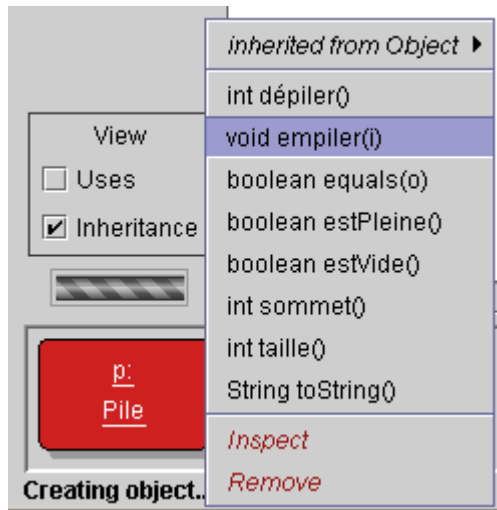 inherited from Object
int dépiler()
void empiler(i)
boolean equals(o)
boolean estPleine()
boolean estVide()
int sommet()
int taille()
String toString()
Inspect
Remove
View
Uses
Inheritance
p:
Pile
Creating object..